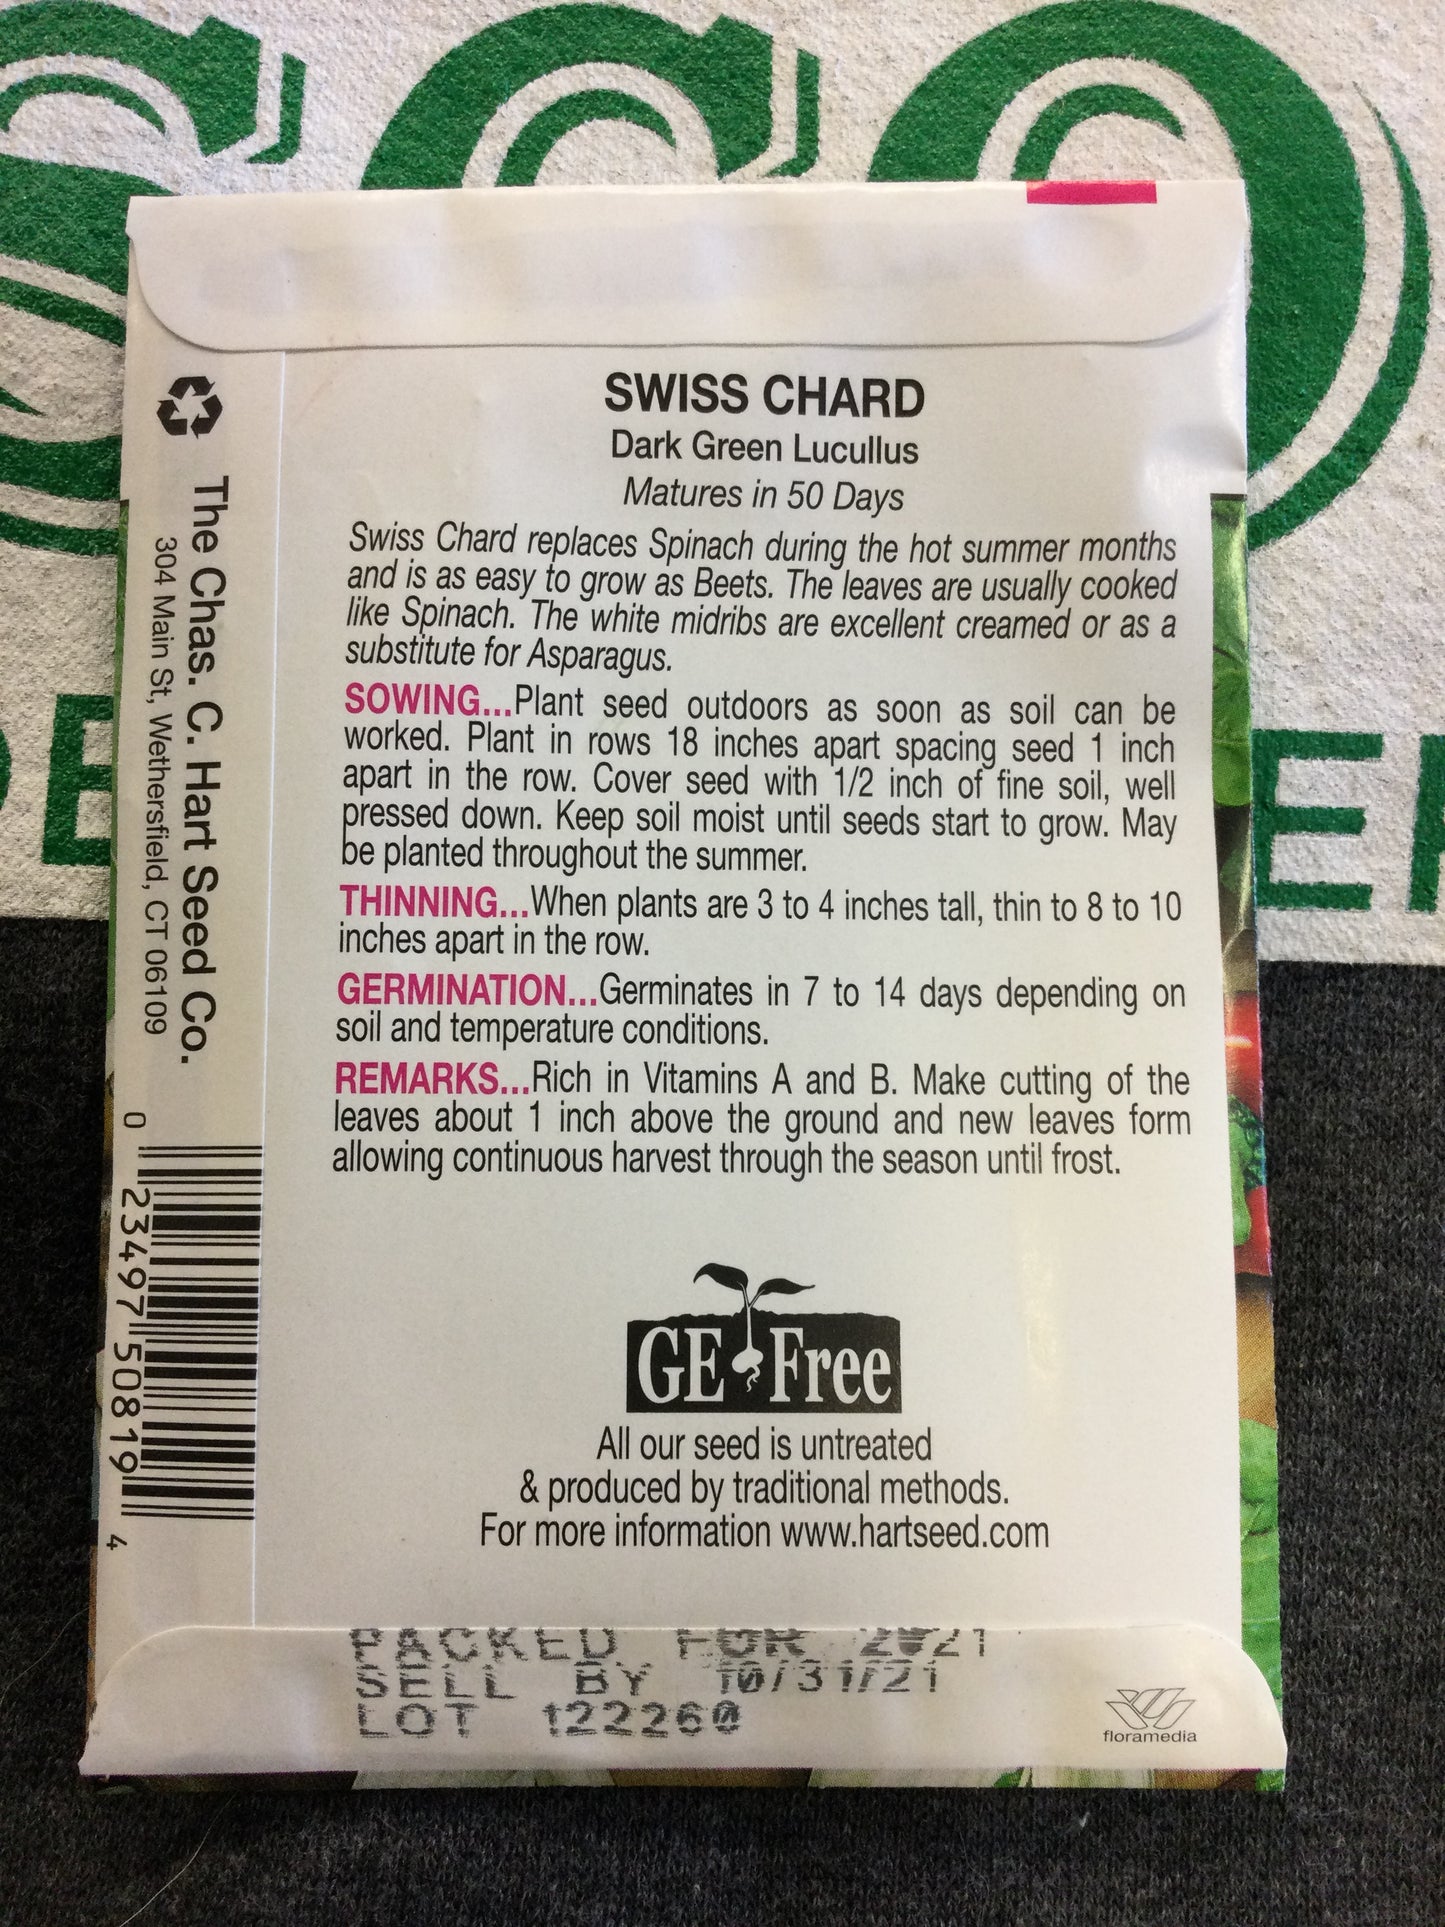 SCO
SWISS CHARD
Dark Green Lucullus
Matures in 50 Days
Swiss Chard replaces Spinach during the hot summer months
and is as easy to grow as Beets. The leaves are usually cooked
like Spinach. The white midribs are excellent creamed or as a
substitute for Asparagus.
SOWING...Plant seed outdoors as soon as soil can be
worked. Plant in rows 18 inches apart spacing seed 1 inch
apart in the row. Cover seed with 1/2 inch of fine soil, well
pressed down. Keep soil moist until seeds start to grow. May
be planted throughout the summer.
THINNING...When plants are 3 to 4 inches tall, thin to 8 to 10
inches apart in the row.
GERMINATION...Germinates in 7 to 14 days depending on
soil and temperature conditions.
REMARKS...Rich in Vitamins A and B. Make cutting of the
leaves about 1 inch above the ground and new leaves form
allowing continuous harvest through the season until frost.
GE Free
All our seed is untreated
& produced by traditional methods.
For more information www.hartseed.com
PACKED FOR 2021
SELL BY 10/31/21
LOT 122260
floramedia
The Chas. C. Hart Seed Co.
304 Main St, Wethersfield, CT 06109
0 23497 50819 4